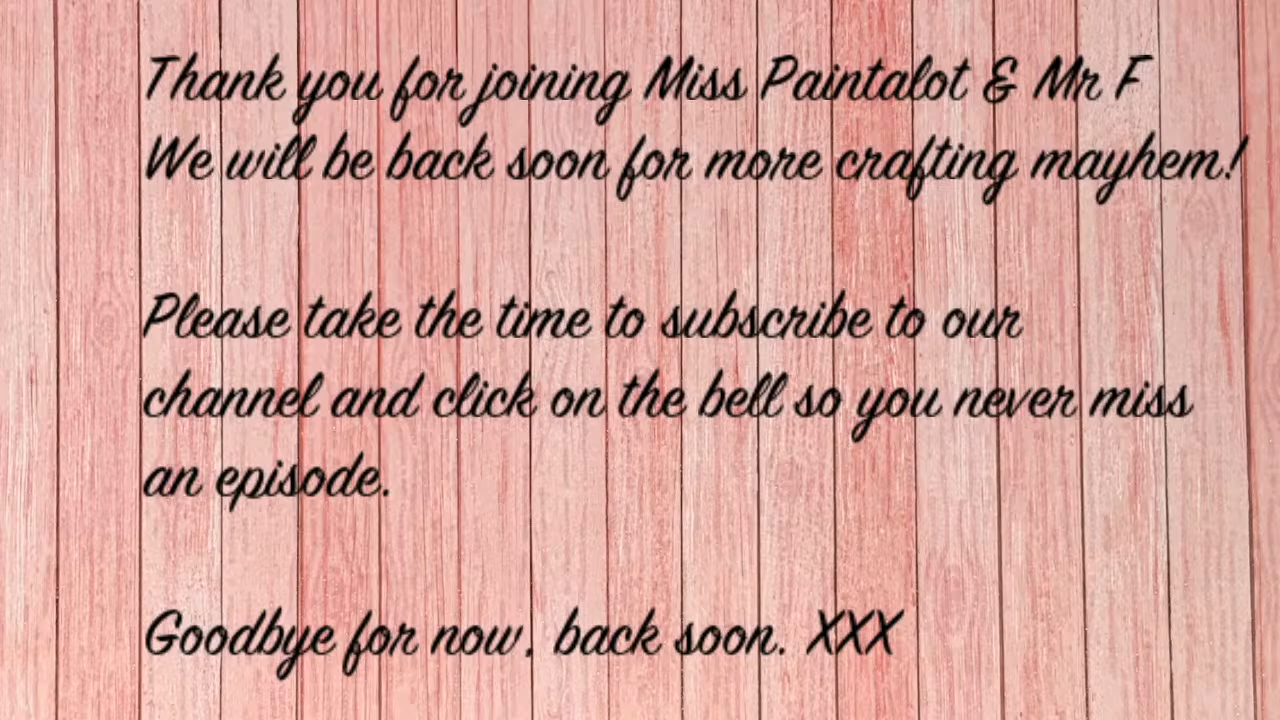 Thank you for joining Miss Paintalot & Mr F
We will be back soon for more crafting mayhem!
Please take the time to subscribe to our
channel and click on the bell so you never miss
an episode.
Goodbye for now, back soon. XXX